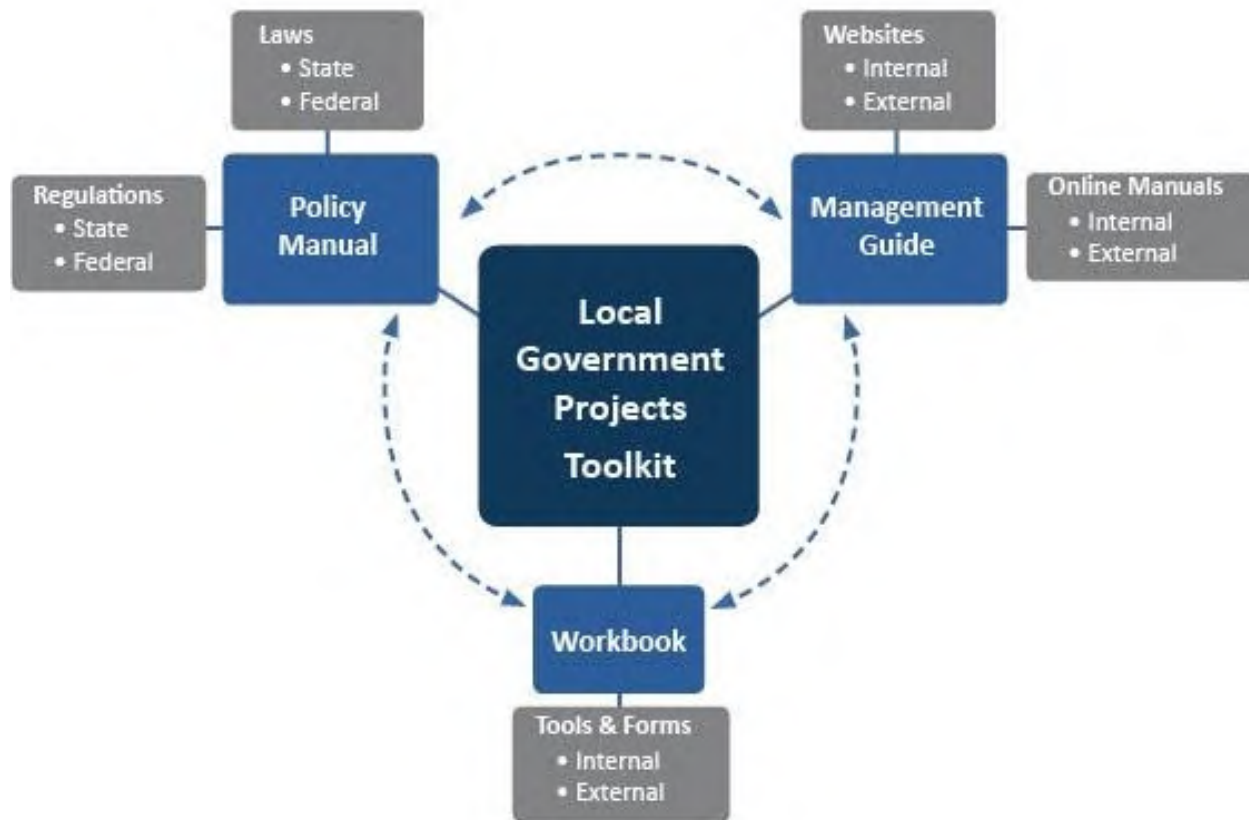 Laws
• State
• Federal
Websites
• Internal
• External
Regulations
• State
• Federal
Policy
Manual
Management
Guide
Online Manuals
• Internal
• External
Local
Government
Projects
Toolkit
Workbook
Tools & Forms
• Internal
• External